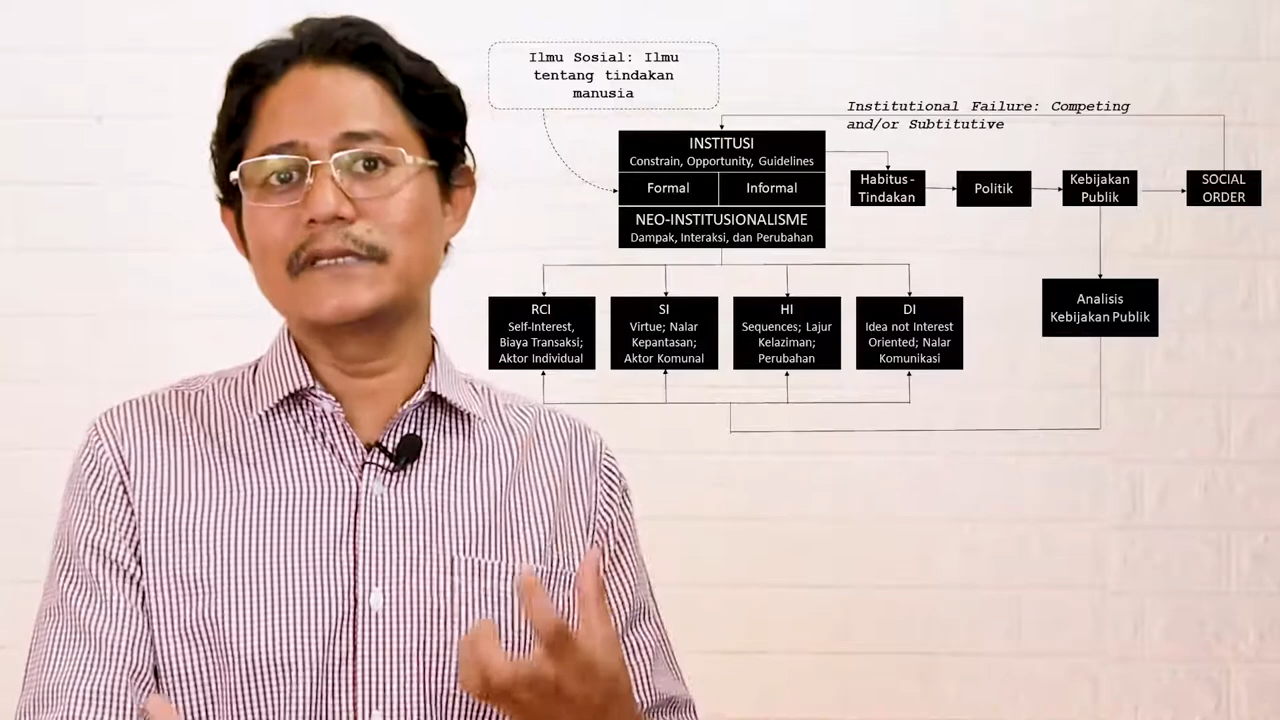 Ilmu Sosial: Ilmu
tentang tindakan
manusia
Institutional Failure: Competing
and/or Subtitutive
INSTITUSI
Constrain, Opportunity, Guidelines
Formal
Informal
NEO-INSTITUSIONALISME
Dampak, Interaksi, dan Perubahan
Habitus -
Tindakan
Politik
Kebijakan
Publik
SOCIAL
ORDER
RCI
Self-Interest,
Biaya Transaksi;
Aktor Individual
SI
Virtue; Nalar
Kepantasan;
Aktor Komunal
HI
Sequences; Lajur
Kelaziman;
Perubahan
DI
Idea not Interest
Oriented; Nalar
Komunikasi
Analisis
Kebijakan Publik